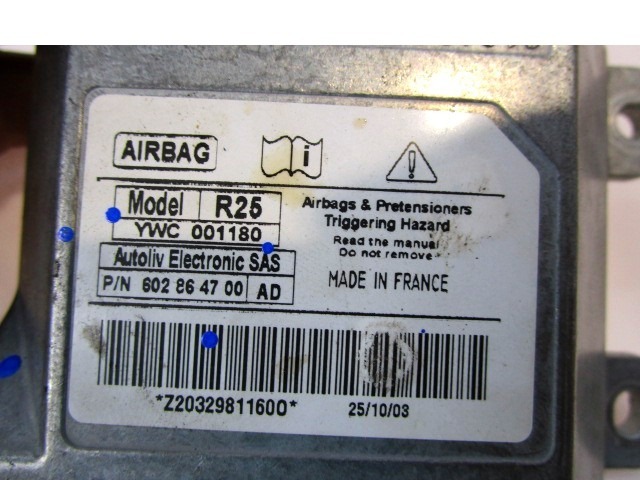 AIRBAG
i
!
Model R25
YWC 001180
Airbags & Pretensioners
Triggering Hazard
Read the manual
Do not remove
Autoliv Electronic SAS
P/N 602 86 47 00 AD
MADE IN FRANCE
*Z20329811600*
25/10/03